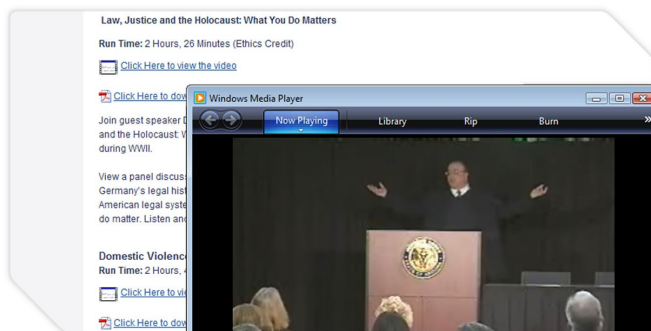 Law, Justice and the Holocaust: What You Do Matters
Run Time: 2 Hours, 26 Minutes (Ethics Credit)
Click Here to view the video
Click Here to dow
Windows Media Player
Now Playing
Library
Rip
Burn
»
Join guest speaker
and the Holocaust:
during WWII.
View a panel discus
Germany's legal hist
American legal syste
do matter. Listen and
Domestic Violence
Run Time: 2 Hours,
Click Here to vie
Click Here to dow